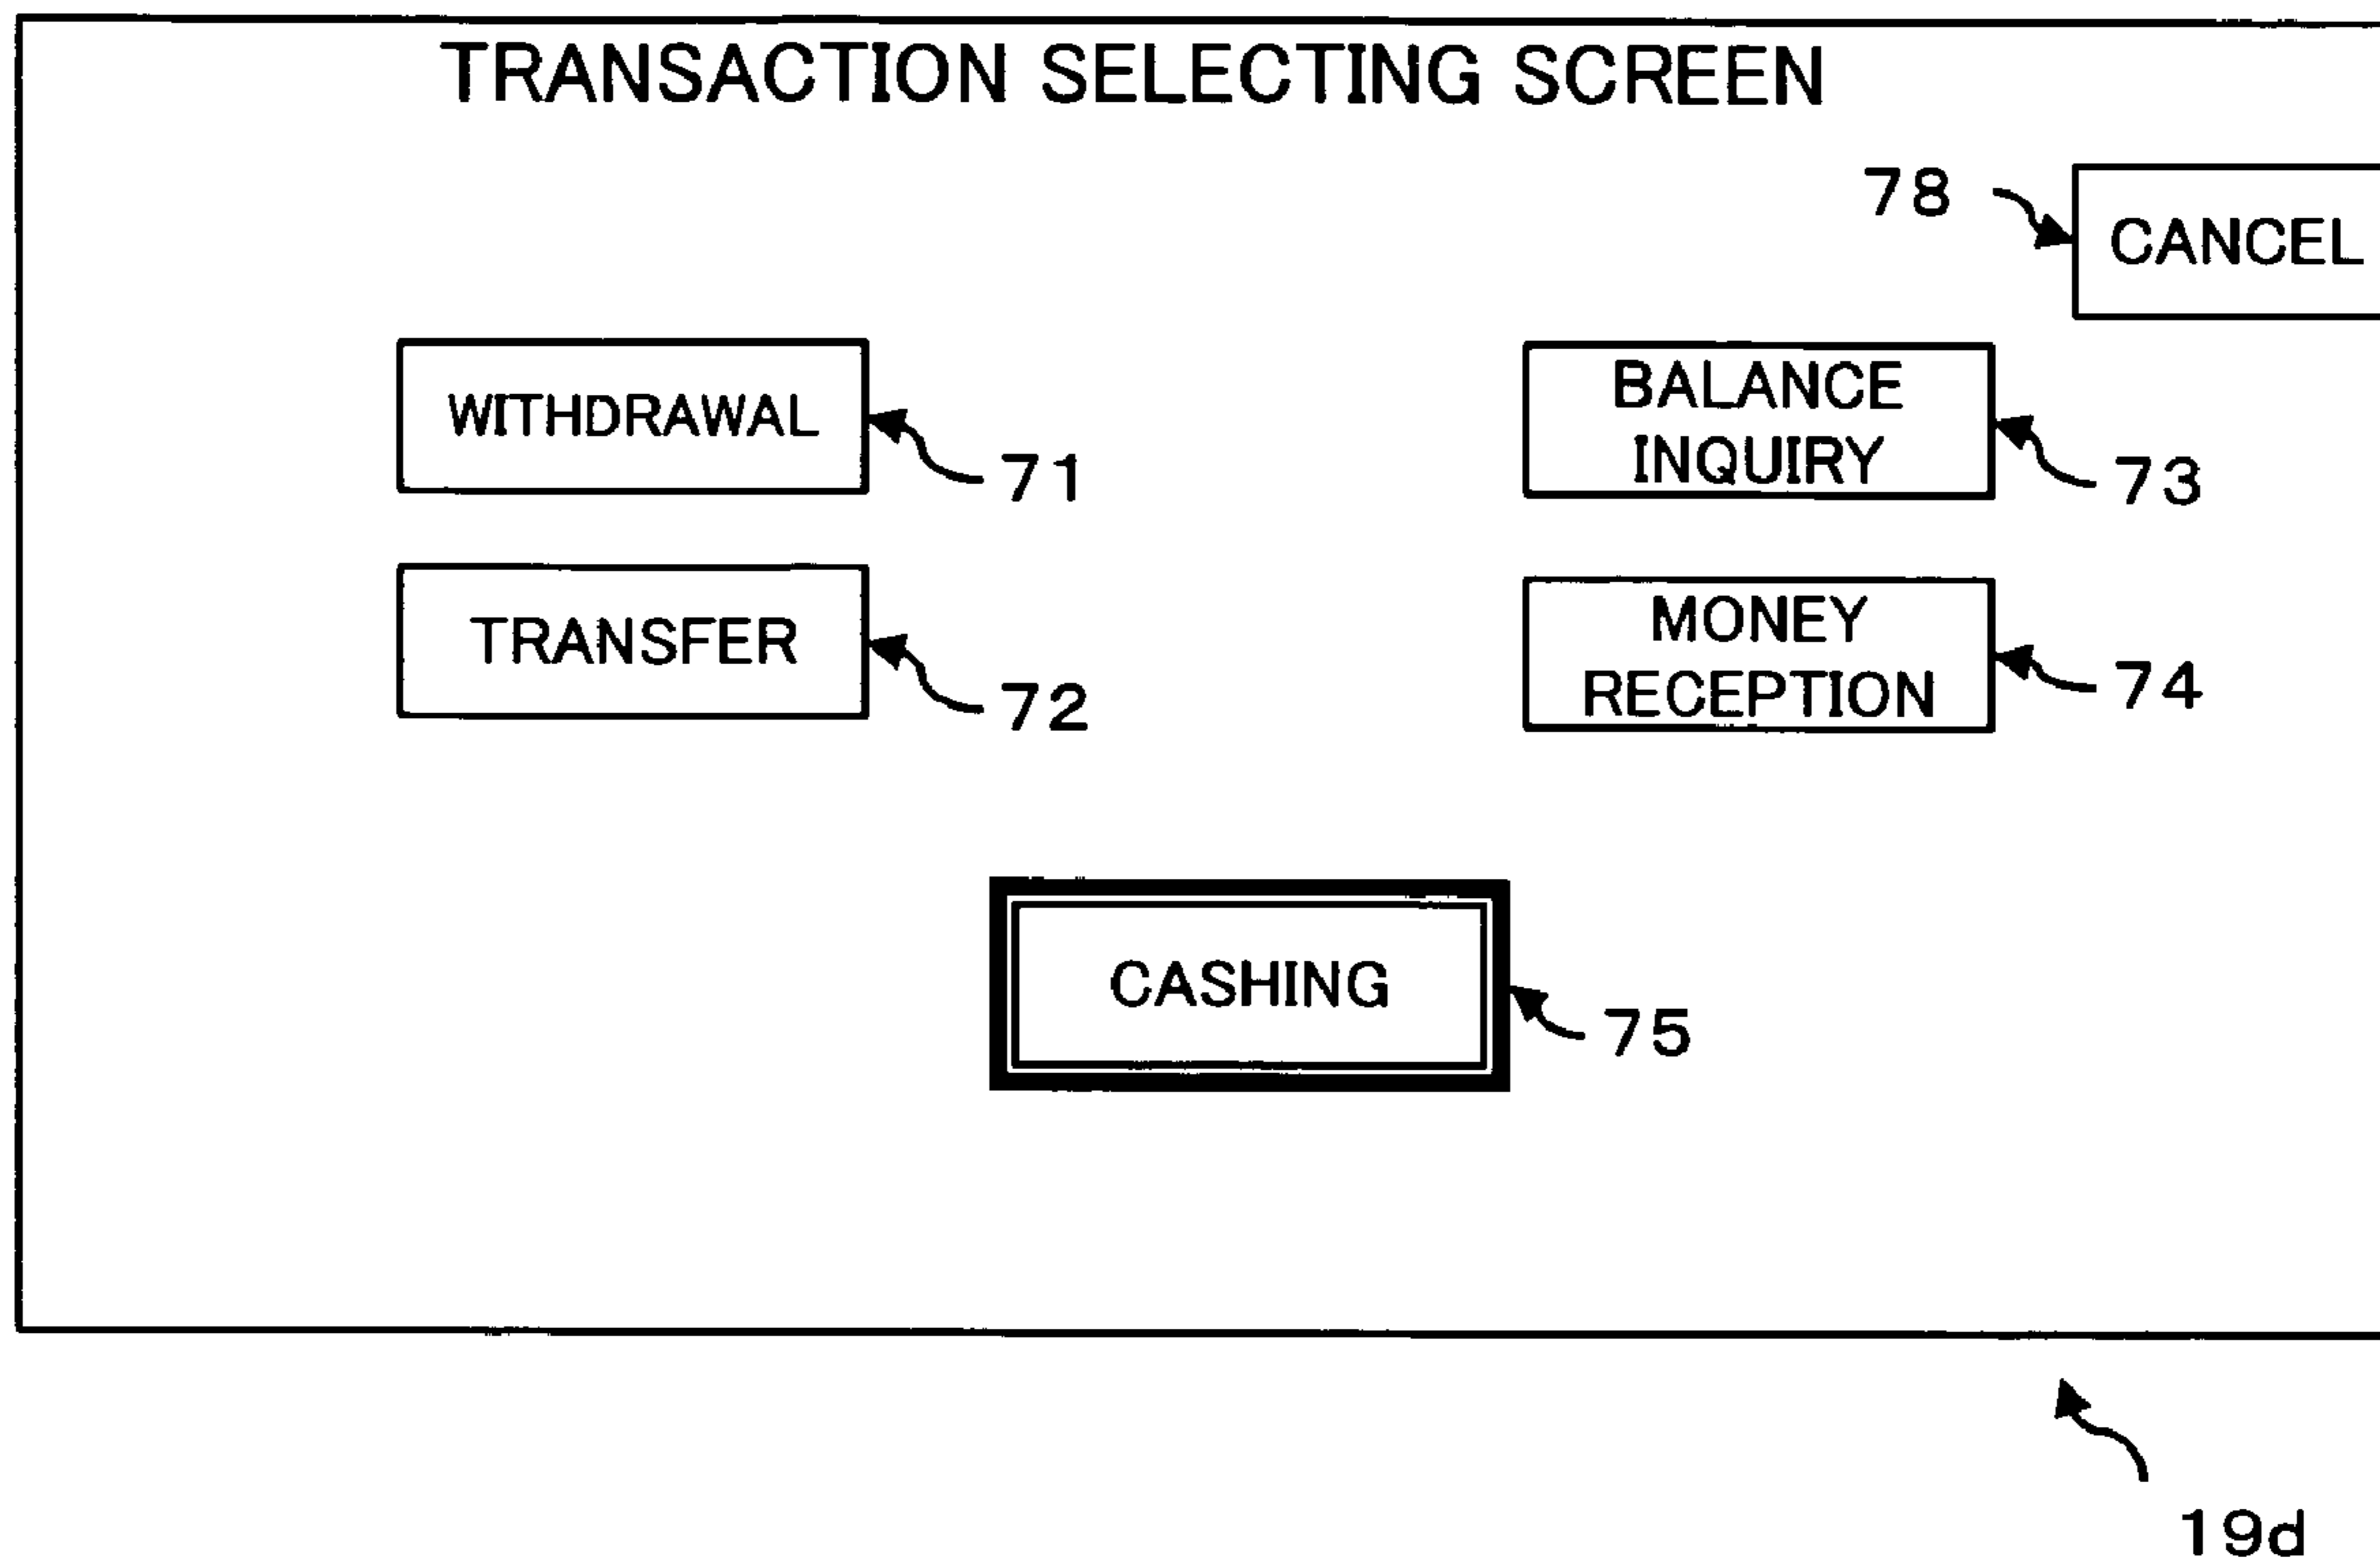 TRANSACTION SELECTING SCREEN
78
CANCEL
WITHDRAWAL
71
BALANCE
INQUIRY
73
TRANSFER
72
MONEY
RECEPTION
74
CASHING
75
19d